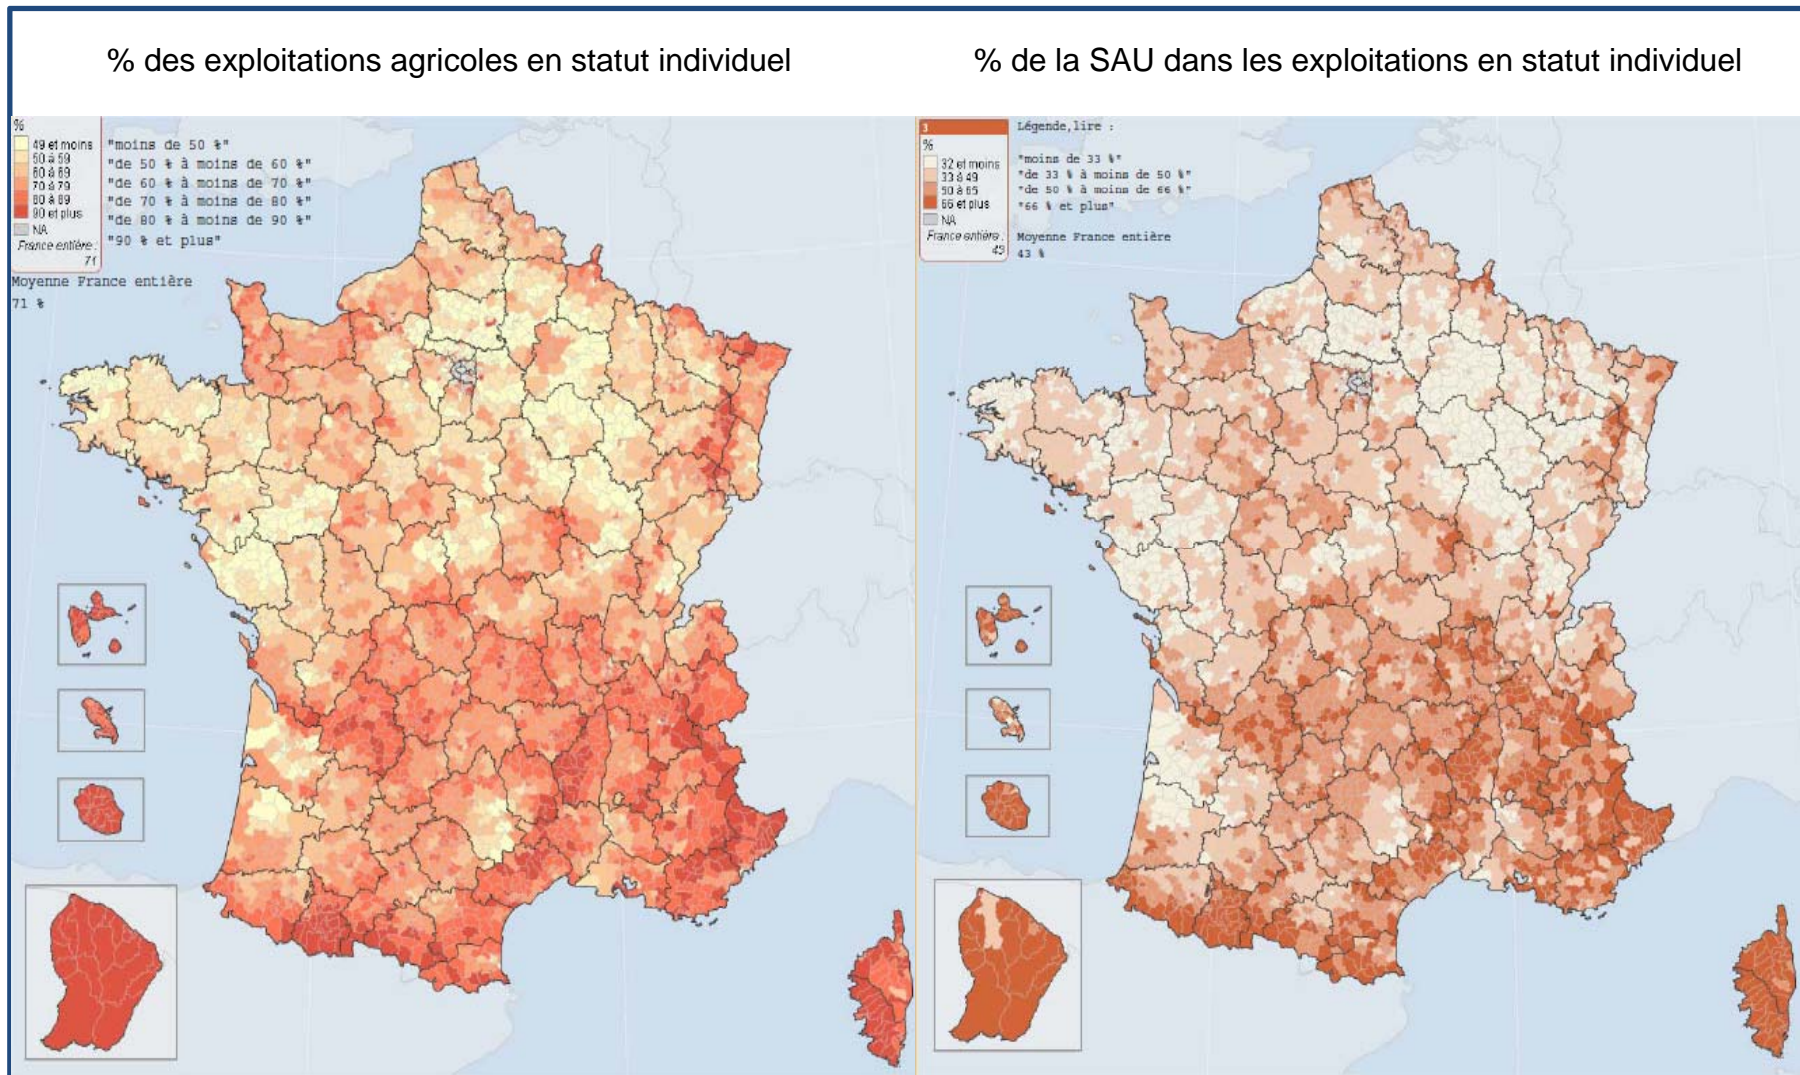 % des exploitations agricoles en statut individuel
% de la SAU dans les exploitations en statut individuel
%
49 et moins
50 à 59
60 à 69
70 à 79
80 à 89
90 et plus
NA
France entière :
71
"moins de 50 %"
"de 50 % à moins de 60 %"
"de 60 % à moins de 70 %"
"de 70 % à moins de 80 %"
"de 80 % à moins de 90 %"
"90 % et plus"
Moyenne France entière
71 %
3
%
32 et moins
33 à 49
50 à 65
66 et plus
NA
France entière :
43
Légende,lire :
"moins de 33 %"
"de 33 % à moins de 50 %"
"de 50 % à moins de 66 %"
"66 % et plus"
Moyenne France entière
43 %